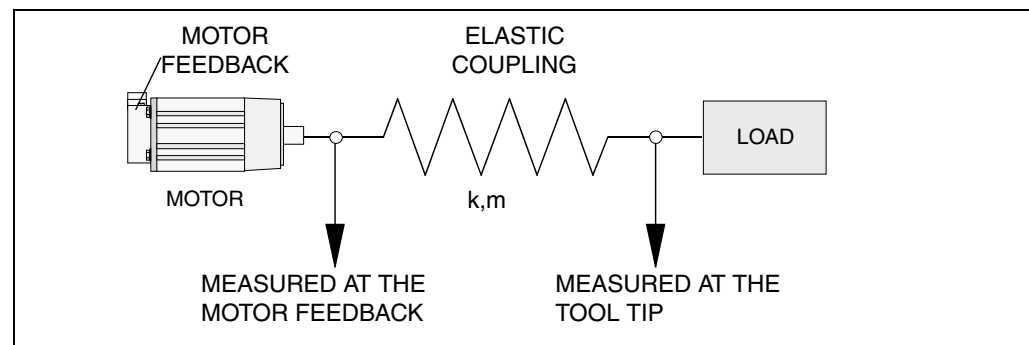 MOTOR
FEEDBACK
ELASTIC
COUPLING
LOAD
MOTOR
k,m
MEASURED AT THE
MOTOR FEEDBACK
MEASURED AT THE
TOOL TIP